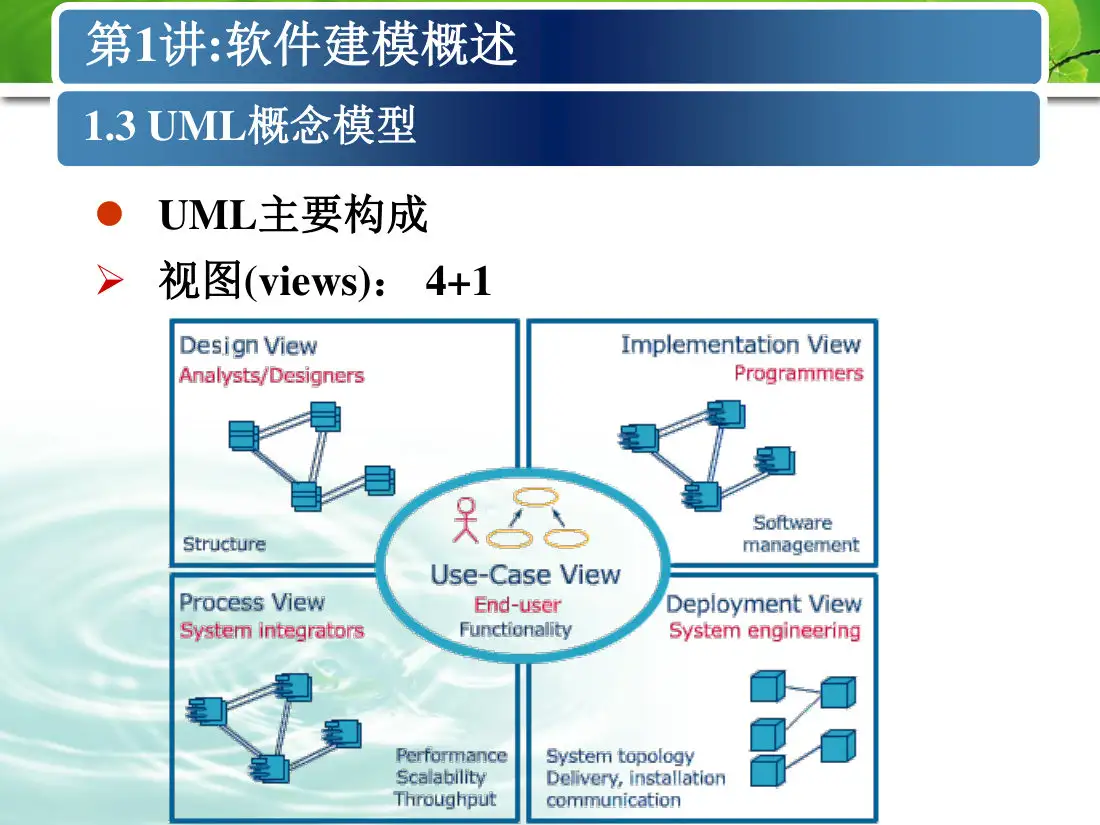 第1讲:软件建模概述
1.3 UML概念模型
UML主要构成
视图(views)： 4+1
Design View
Analysts/Designers
Structure
Implementation View
Programmers
Software
management
Use-Case View
End-user
Functionality
Process View
System integrators
Performance
Scalability
Throughput
Deployment View
System engineering
System topology
Delivery, installation
communication